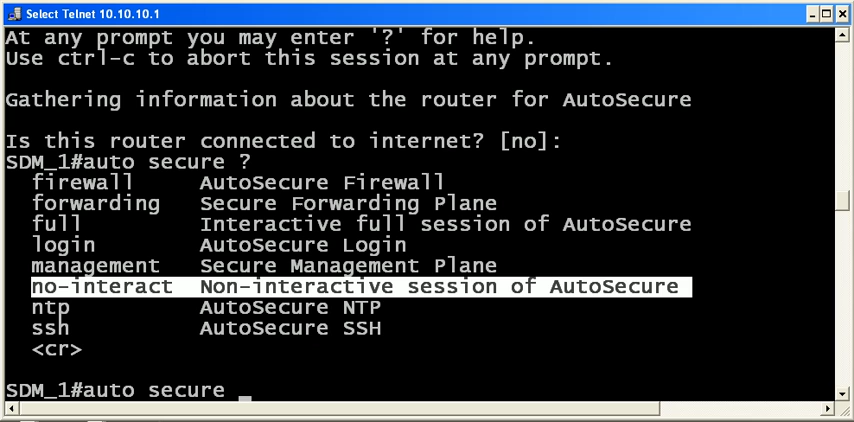 Select Telnet 10.10.10.1
At any prompt you may enter '?' for help.
Use ctrl-c to abort this session at any prompt.
Gathering information about the router for AutoSecure
Is this router connected to internet? [no]:
SDM_1#auto secure ?
firewall AutoSecure Firewall
forwarding Secure Forwarding Plane
full Interactive full session of AutoSecure
login AutoSecure Login
management Secure Management Plane
no-interact Non-interactive session of AutoSecure
ntp AutoSecure NTP
ssh AutoSecure SSH
<cr>
SDM_1#auto secure